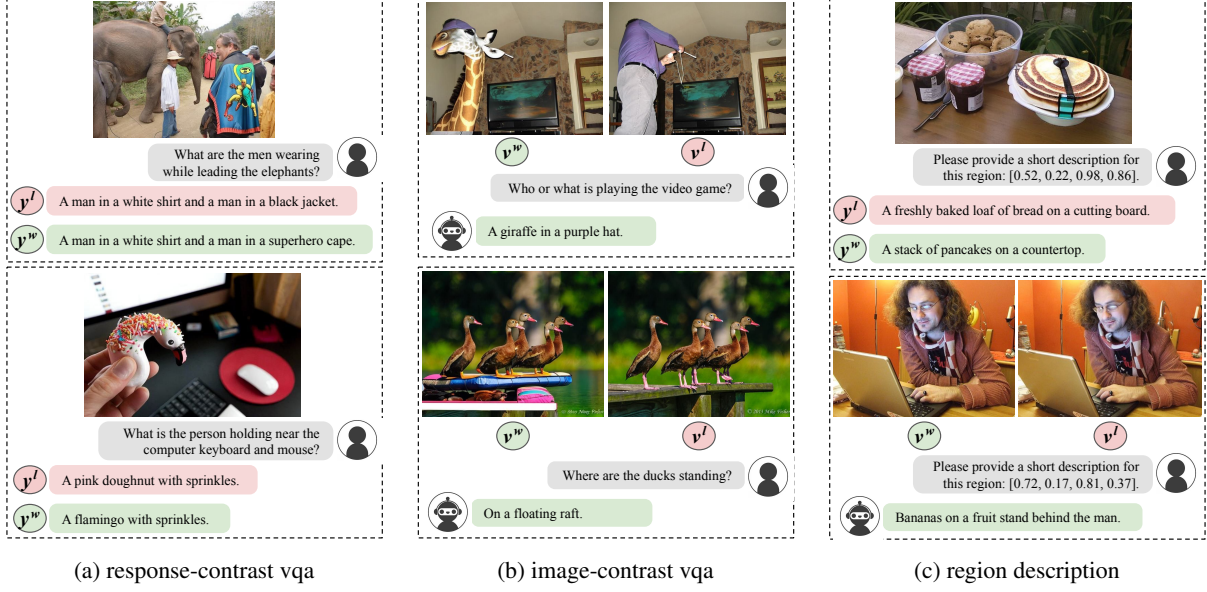 What are the men wearing
while leading the elephants?
y^l A man in a white shirt and a man in a black jacket.
y^w A man in a white shirt and a man in a superhero cape.
What is the person holding near the
computer keyboard and mouse?
y^l A pink doughnut with sprinkles.
y^w A flamingo with sprinkles.
(a) response-contrast vqa
v^w v^l
Who or what is playing the video game?
A giraffe in a purple hat.
v^w v^l
Where are the ducks standing?
On a floating raft.
(b) image-contrast vqa
Please provide a short description for
this region: [0.52, 0.22, 0.98, 0.86].
y^l A freshly baked loaf of bread on a cutting board.
y^w A stack of pancakes on a countertop.
v^w v^l
Please provide a short description for
this region: [0.72, 0.17, 0.81, 0.37].
Bananas on a fruit stand behind the man.
(c) region description